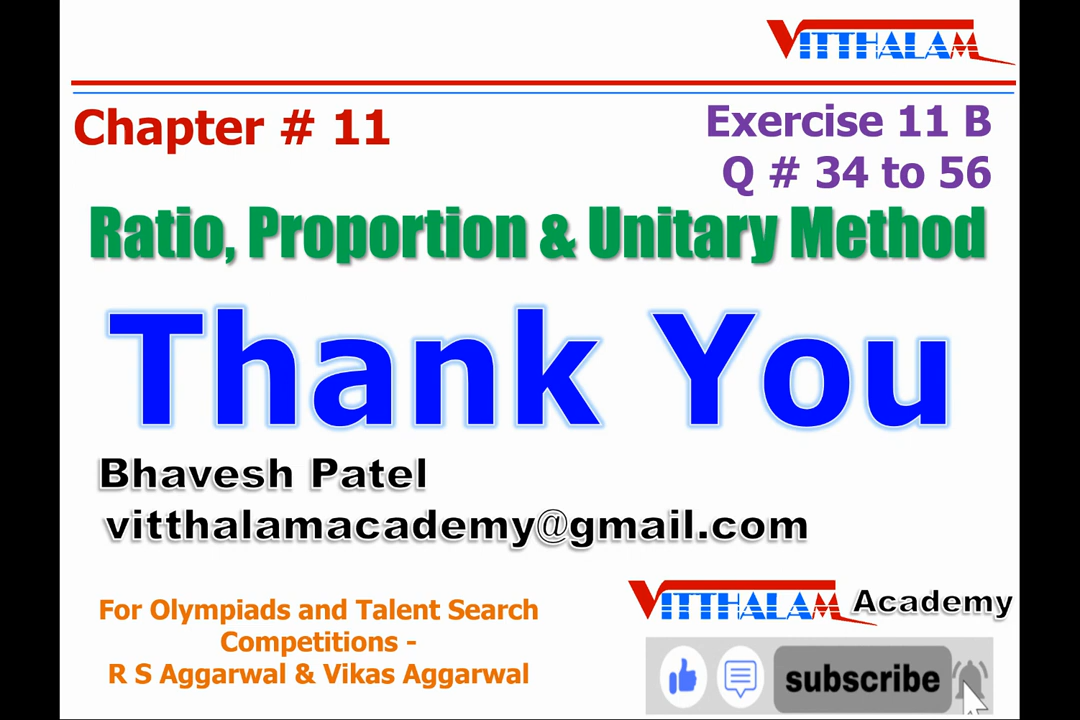 VITTHALAM
Chapter # 11
Exercise 11 B
Q # 34 to 56
Ratio, Proportion & Unitary Method
Thank You
Bhavesh Patel
vitthalamacademy@gmail.com
For Olympiads and Talent Search
Competitions -
R S Aggarwal & Vikas Aggarwal
VITTHALAM Academy
subscribe